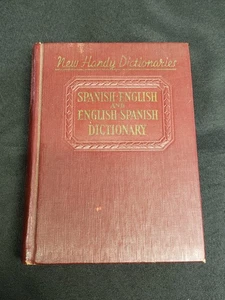 New Handy Dictionaries
SPANISH-ENGLISH
AND
ENGLISH-SPANISH
DICTIONARY